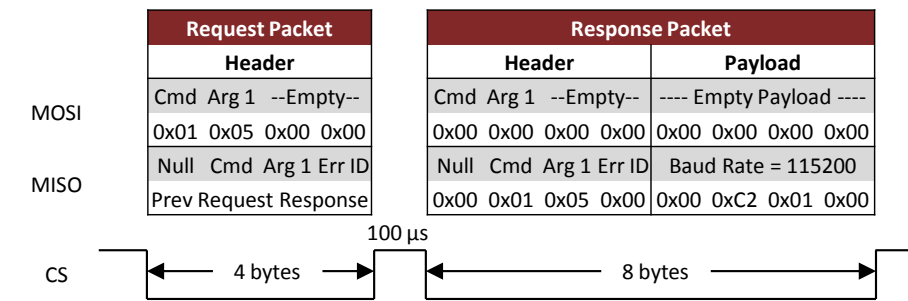 Request Packet Response Packet
Header Header Payload
MOSI
Cmd Arg 1 --Empty-- Cmd Arg 1 --Empty-- ---- Empty Payload ----
0x01 0x05 0x00 0x00 0x00 0x00 0x00 0x00 0x00 0x00 0x00 0x00
MISO
Null Cmd Arg 1 Err ID Null Cmd Arg 1 Err ID Baud Rate = 115200
Prev Request Response 0x00 0x01 0x05 0x00 0x00 0xC2 0x01 0x00
100 µs
CS 4 bytes 8 bytes